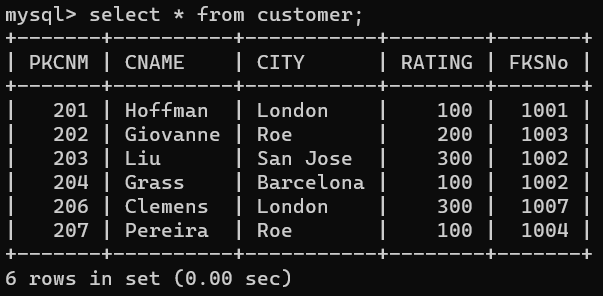 mysql> select * from customer;
+-------+----------+-----------+--------+-------+
| PKCNM | CNAME    | CITY      | RATING | FKSNo |
+-------+----------+-----------+--------+-------+
|   201 | Hoffman  | London    |    100 |  1001 |
|   202 | Giovanne | Roe       |    200 |  1003 |
|   203 | Liu      | San Jose  |    300 |  1002 |
|   204 | Grass    | Barcelona |    100 |  1002 |
|   206 | Clemens  | London    |    300 |  1007 |
|   207 | Pereira  | Roe       |    100 |  1004 |
+-------+----------+-----------+--------+-------+
6 rows in set (0.00 sec)